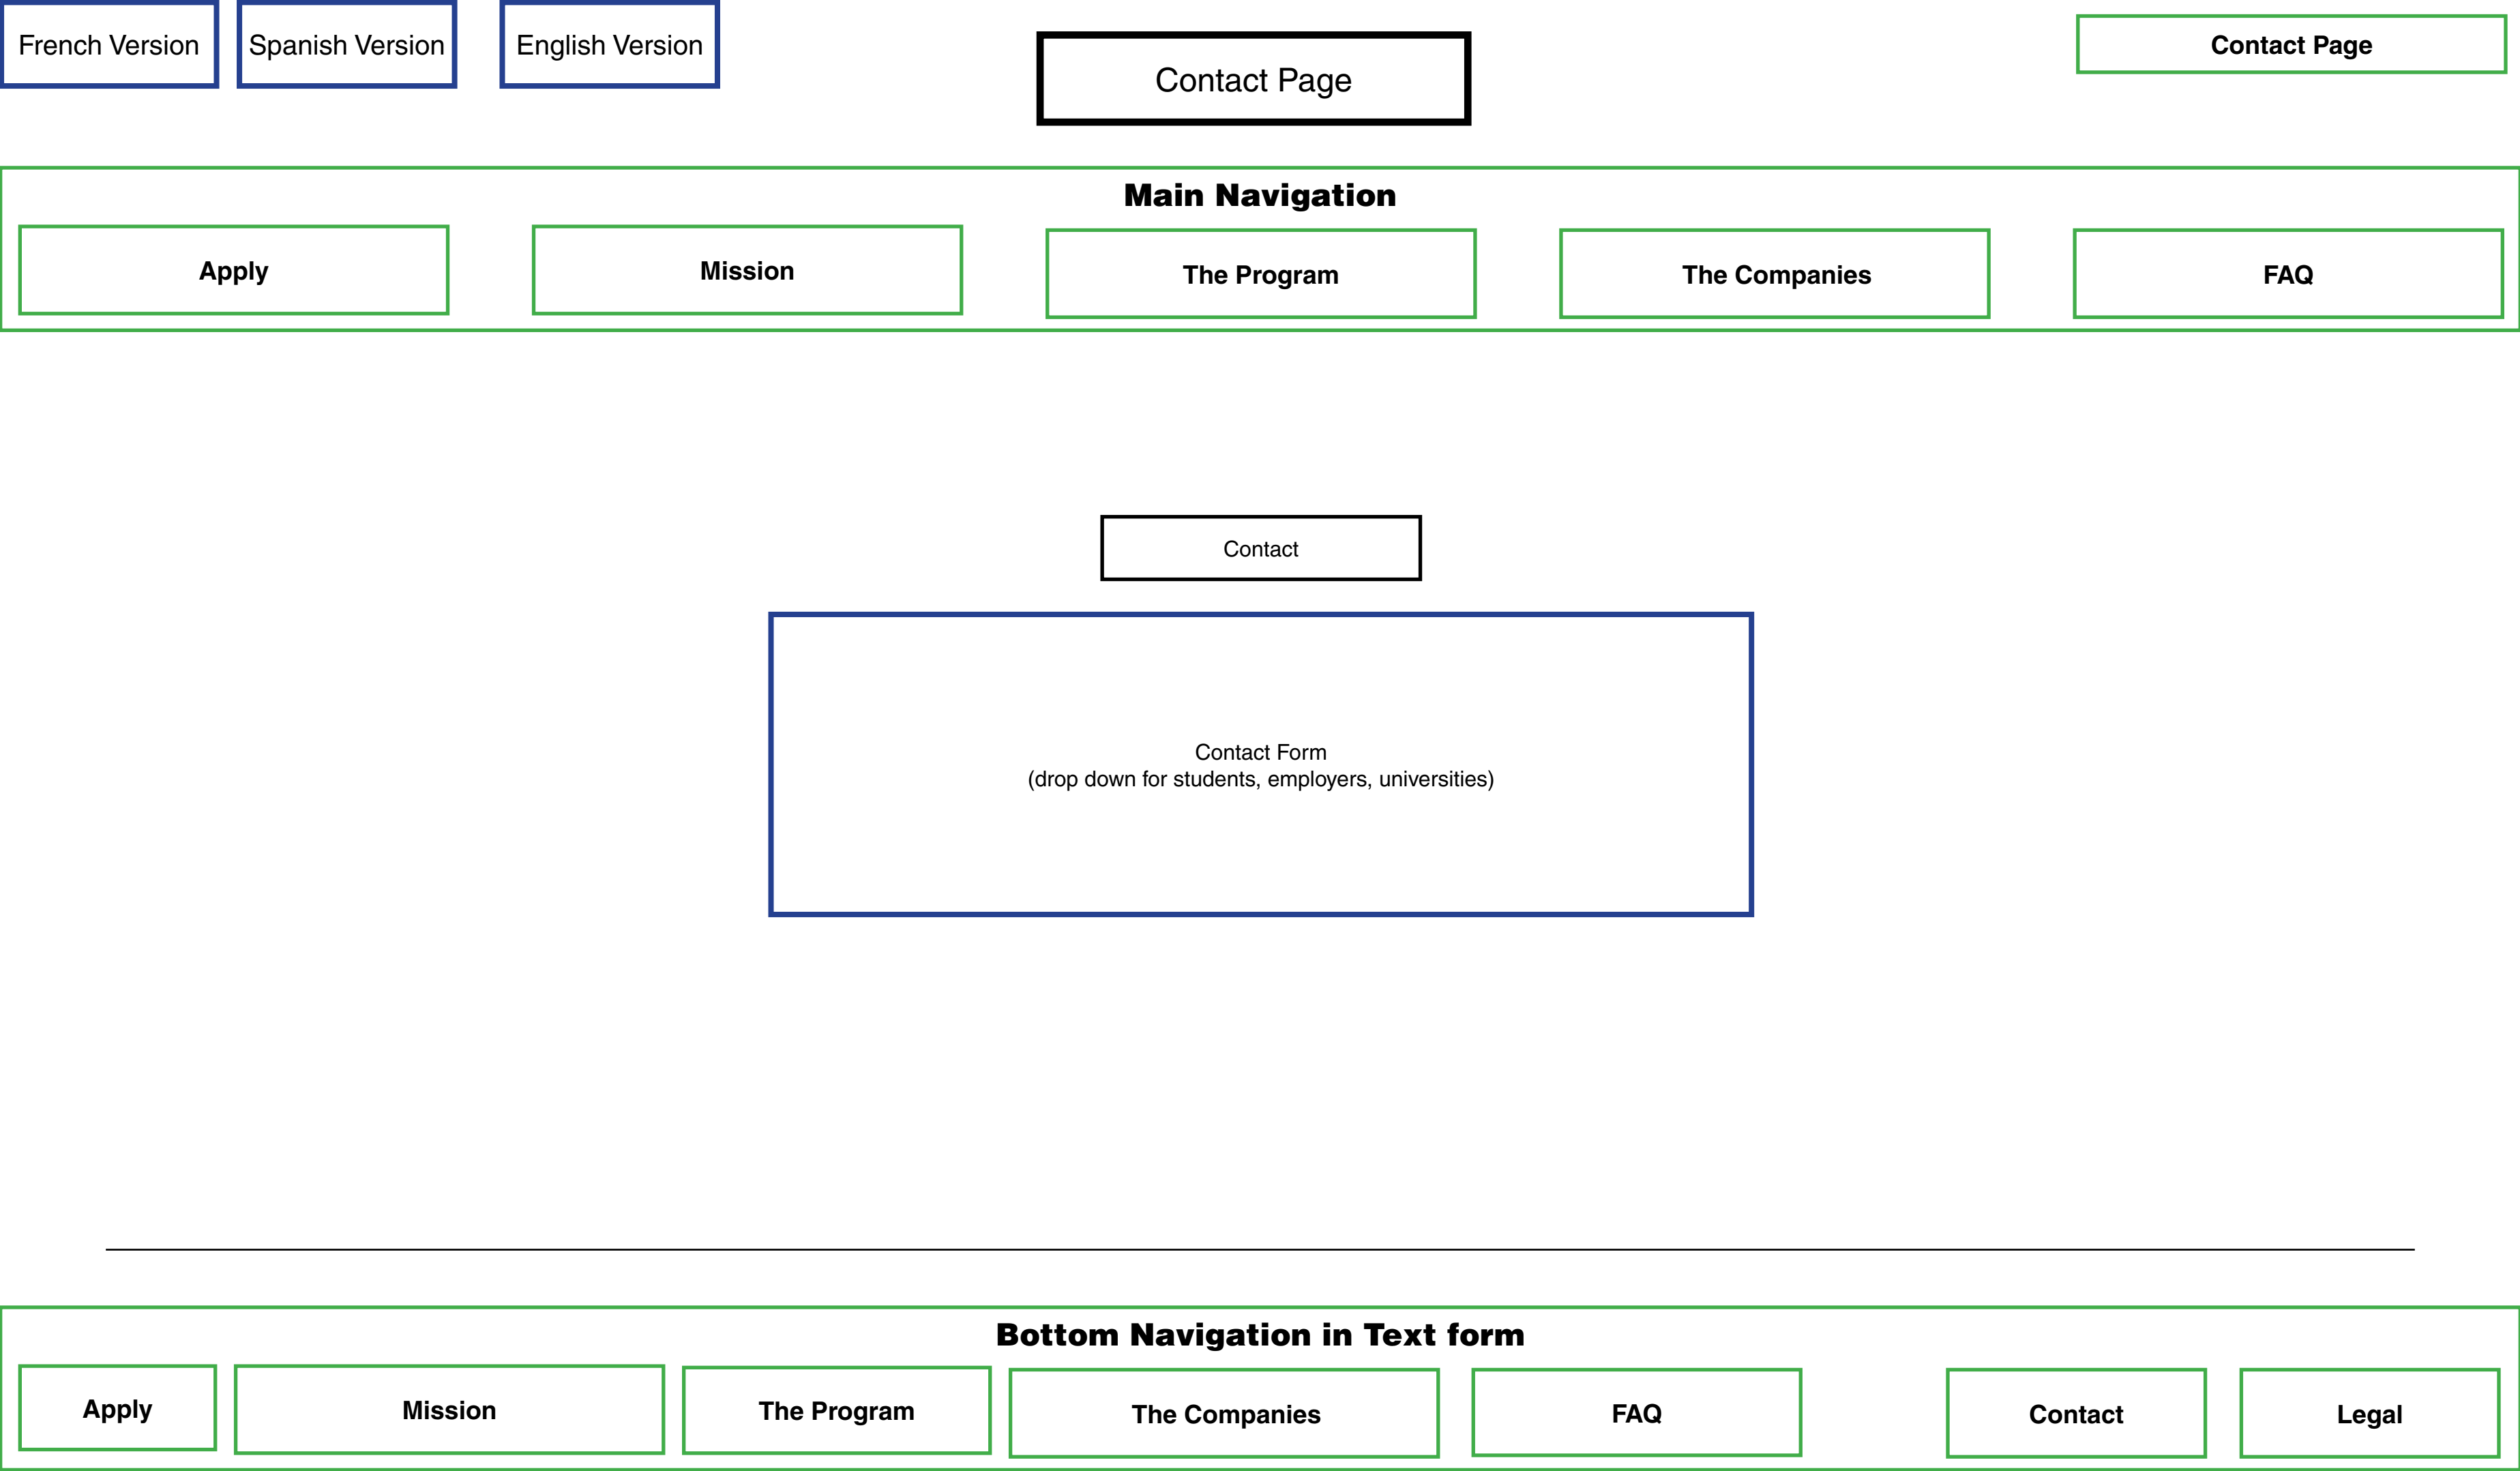 French Version
Spanish Version
English Version
Contact Page
Contact Page
Main Navigation
Apply
Mission
The Program
The Companies
FAQ
Contact
Contact Form
(drop down for students, employers, universities)
Bottom Navigation in Text form
Apply
Mission
The Program
The Companies
FAQ
Contact
Legal